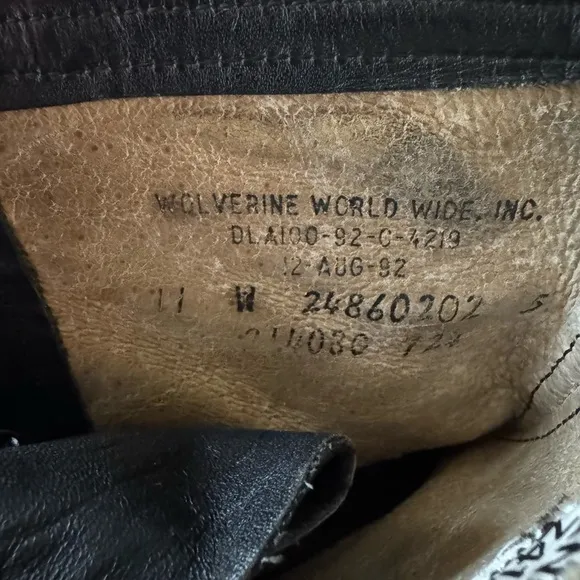 WOLVERINE WORLD WIDE, INC.
DLA100-92-C-4219
12-AUG-92
11 W 24860202 5